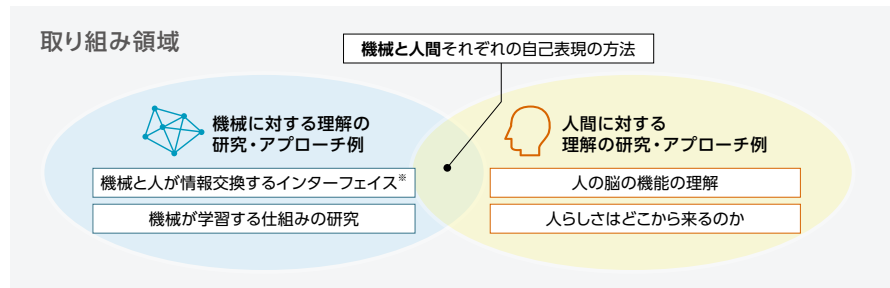 取り組み領域
機械と人間それぞれの自己表現の方法
機械に対する理解の
研究・アプローチ例
機械と人が情報交換するインターフェイス※
機械が学習する仕組みの研究
人間に対する
理解の研究・アプローチ例
人の脳の機能の理解
人らしさはどこから来るのか